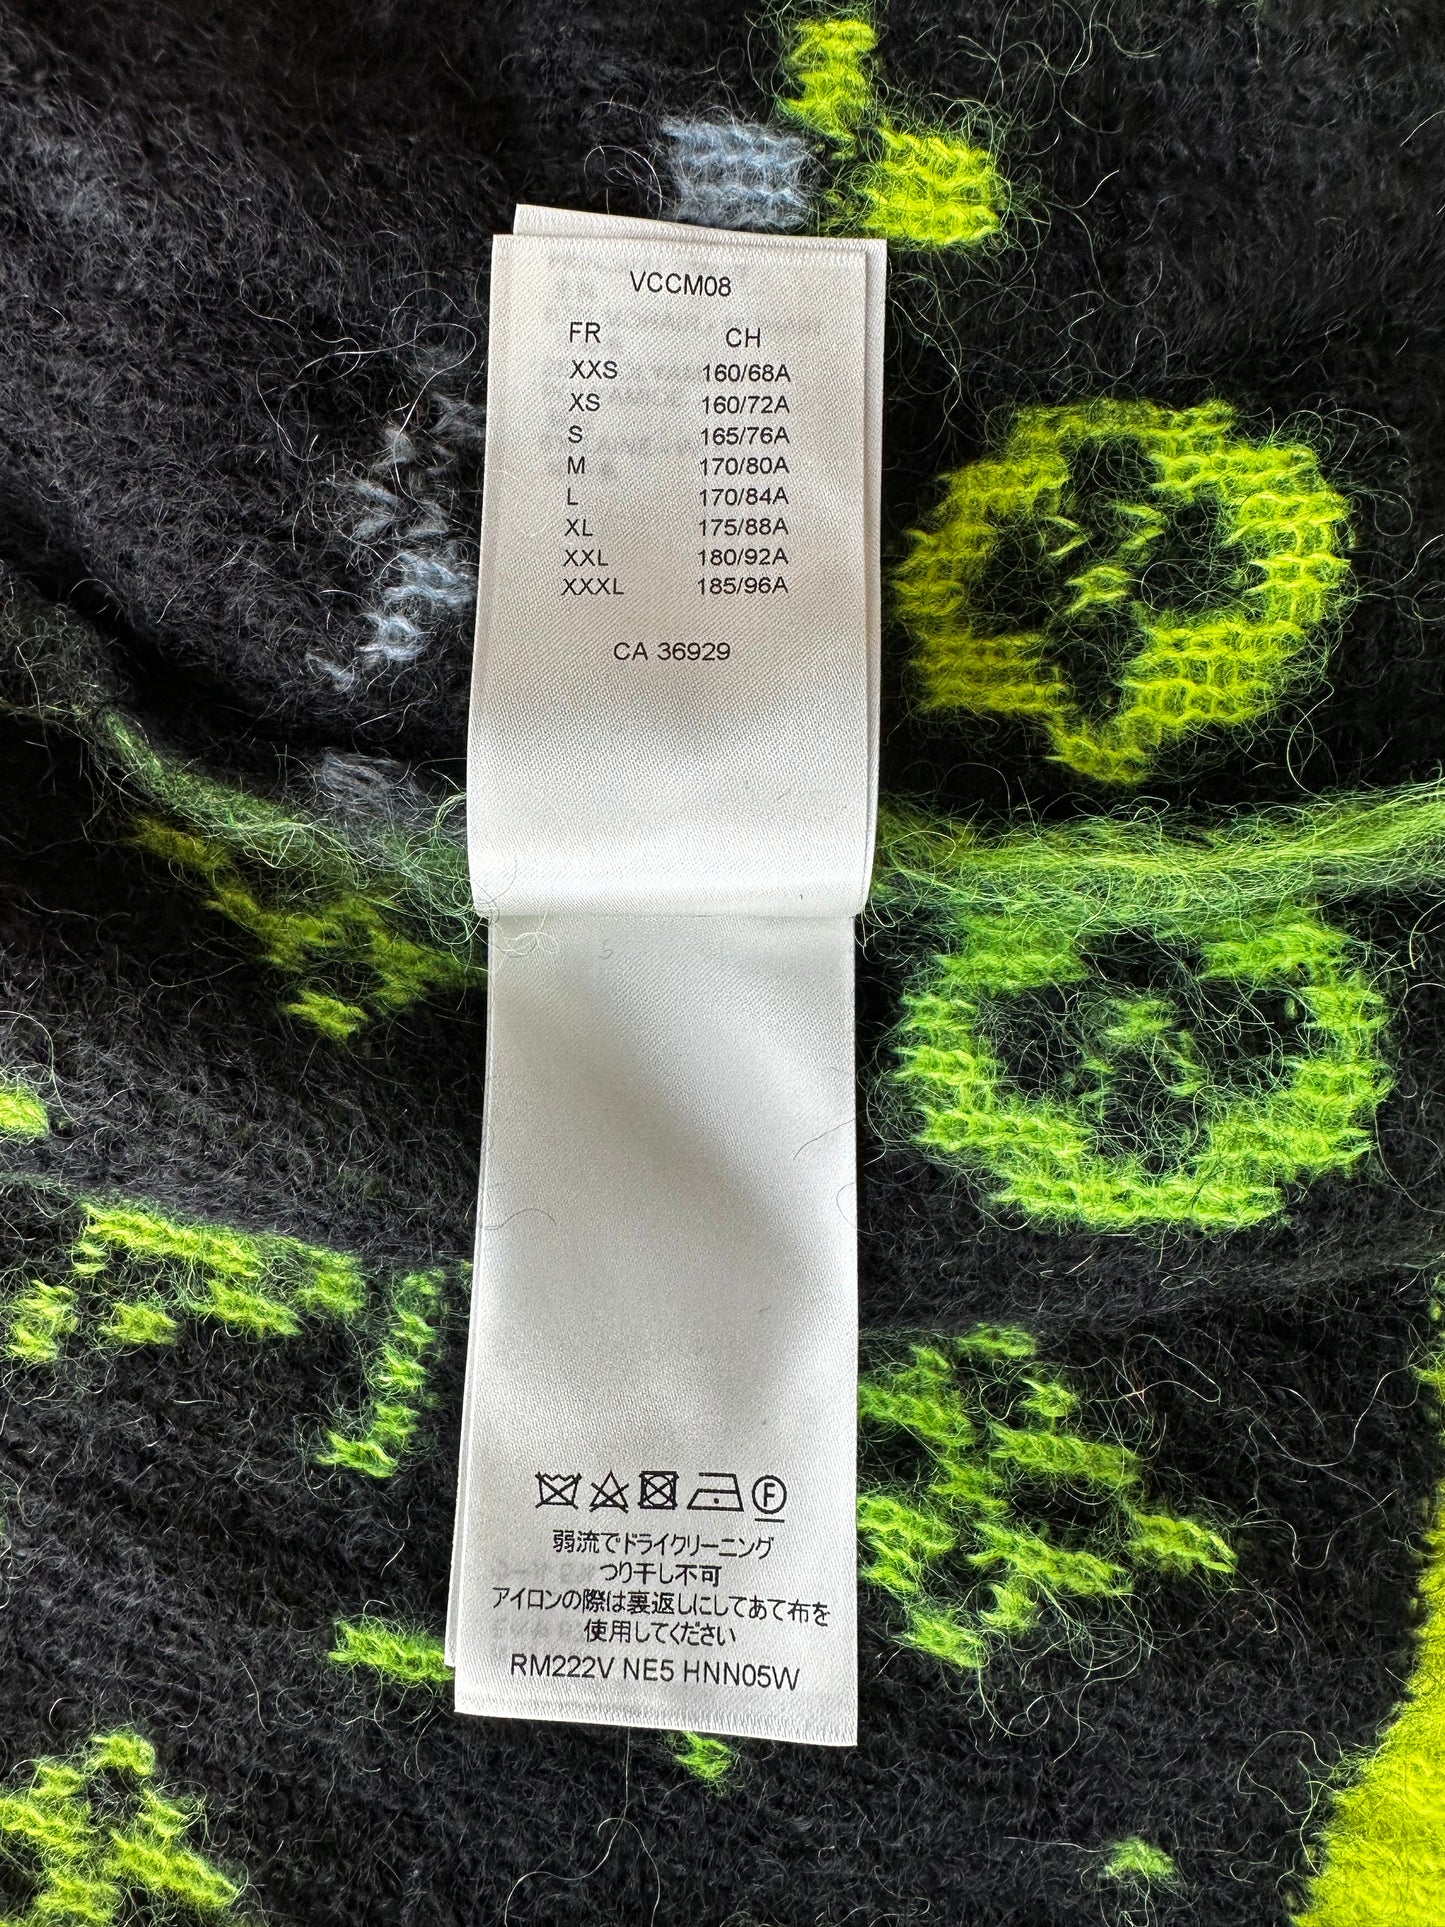 VCCM08
FR CH
XXS 160/68A
XS 160/72A
S 165/76A
M 170/80A
L 170/84A
XL 175/88A
XXL 180/92A
XXXL 185/96A
CA 36929
F
弱流でドライクリーニング
つり干し不可
アイロンの際は裏返しにしてあて布を
使用してください
RM222V NE5 HNN05W